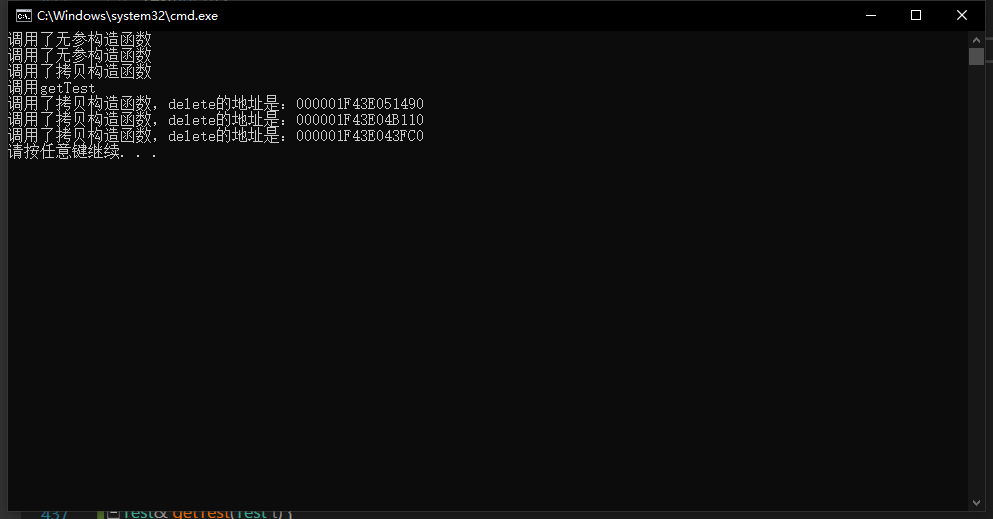 C:\Windows\system32\cmd.exe
调用了无参构造函数
调用了无参构造函数
调用了拷贝构造函数
调用getTest
调用了拷贝构造函数，delete的地址是：000001F43E051490
调用了拷贝构造函数，delete的地址是：000001F43E04B110
调用了拷贝构造函数，delete的地址是：000001F43E043FC0
请按任意键继续. . .
437 Test& getTest(Test t) {